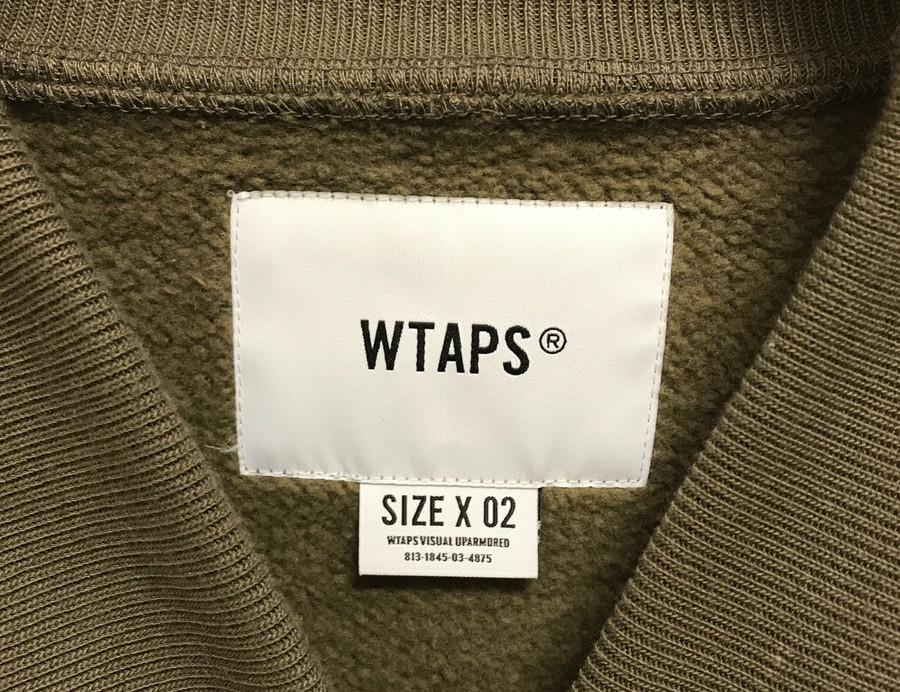 WTAPS®
SIZE X 02
WTAPS VISUAL UPARMORED
813-1845-03-4875